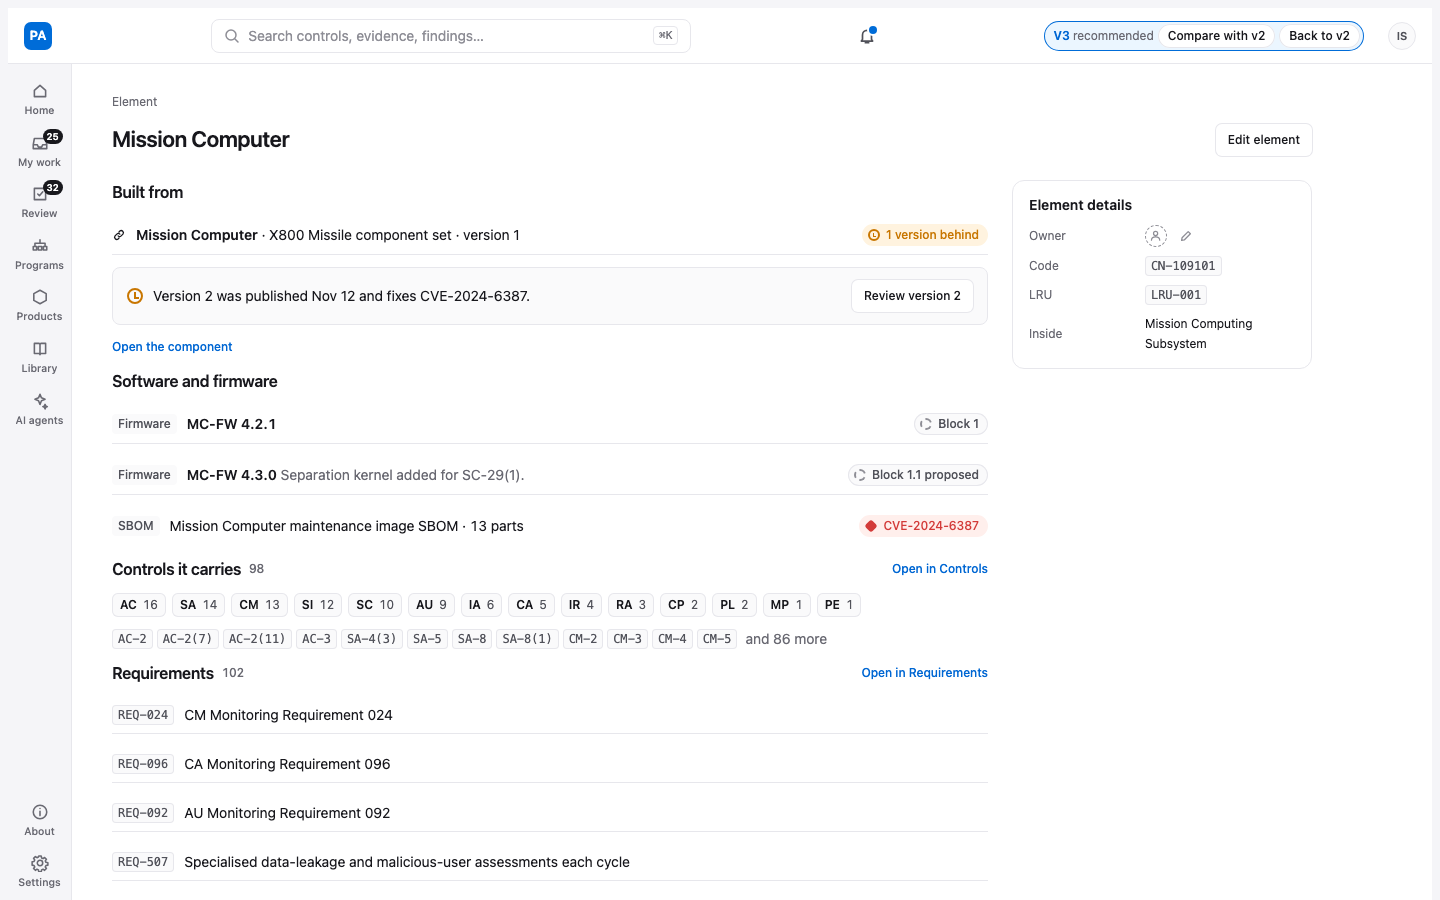 PA
Search controls, evidence, findings...
⌘K
V3 recommended
Compare with v2
Back to v2
IS
Home
25
My work
32
Review
Programs
Products
Library
AI agents
About
Settings
Element
Mission Computer
Edit element
Built from
Mission Computer · X800 Missile component set · version 1
1 version behind
Version 2 was published Nov 12 and fixes CVE-2024-6387.
Review version 2
Open the component
Software and firmware
Firmware MC-FW 4.2.1
Block 1
Firmware MC-FW 4.3.0 Separation kernel added for SC-29(1).
Block 1.1 proposed
SBOM Mission Computer maintenance image SBOM · 13 parts
CVE-2024-6387
Controls it carries 98
Open in Controls
AC 16 SA 14 CM 13 SI 12 SC 10 AU 9 IA 6 CA 5 IR 4 RA 3 CP 2 PL 2 MP 1 PE 1
AC-2 AC-2(7) AC-2(11) AC-3 SA-4(3) SA-5 SA-8 SA-8(1) CM-2 CM-3 CM-4 CM-5 and 86 more
Requirements 102
Open in Requirements
REQ-024 CM Monitoring Requirement 024
REQ-096 CA Monitoring Requirement 096
REQ-092 AU Monitoring Requirement 092
REQ-507 Specialised data-leakage and malicious-user assessments each cycle
Element details
Owner
Code CN-109101
LRU LRU-001
Inside Mission Computing
Subsystem